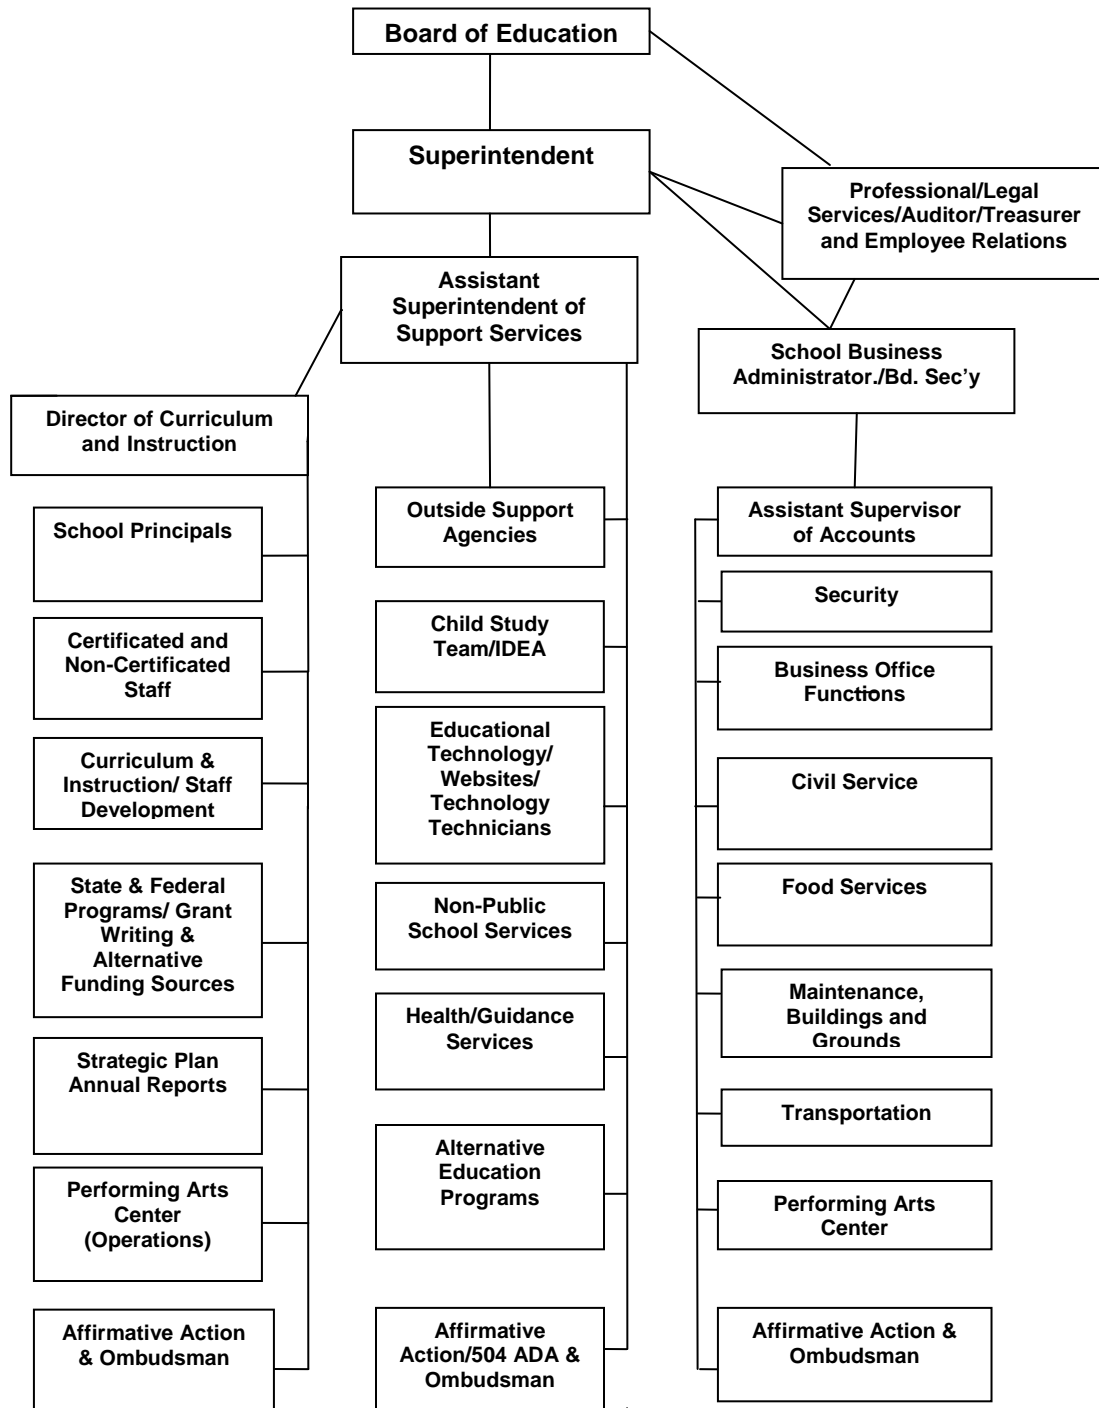 Board of Education
Superintendent
Professional/Legal
Services/Auditor/Treasurer
and Employee Relations
Assistant
Superintendent of
Support Services
School Business
Administrator./Bd. Sec’y
Director of Curriculum
and Instruction
School Principals
Certificated and
Non-Certificated
Staff
Curriculum &
Instruction/ Staff
Development
State & Federal
Programs/ Grant
Writing &
Alternative
Funding Sources
Strategic Plan
Annual Reports
Performing Arts
Center
(Operations)
Affirmative Action
& Ombudsman
Outside Support
Agencies
Child Study
Team/IDEA
Educational
Technology/
Websites/
Technology
Technicians
Non-Public
School Services
Health/Guidance
Services
Alternative
Education
Programs
Affirmative
Action/504 ADA &
Ombudsman
Assistant Supervisor
of Accounts
Security
Business Office
Functions
Civil Service
Food Services
Maintenance,
Buildings and
Grounds
Transportation
Performing Arts
Center
Affirmative Action &
Ombudsman